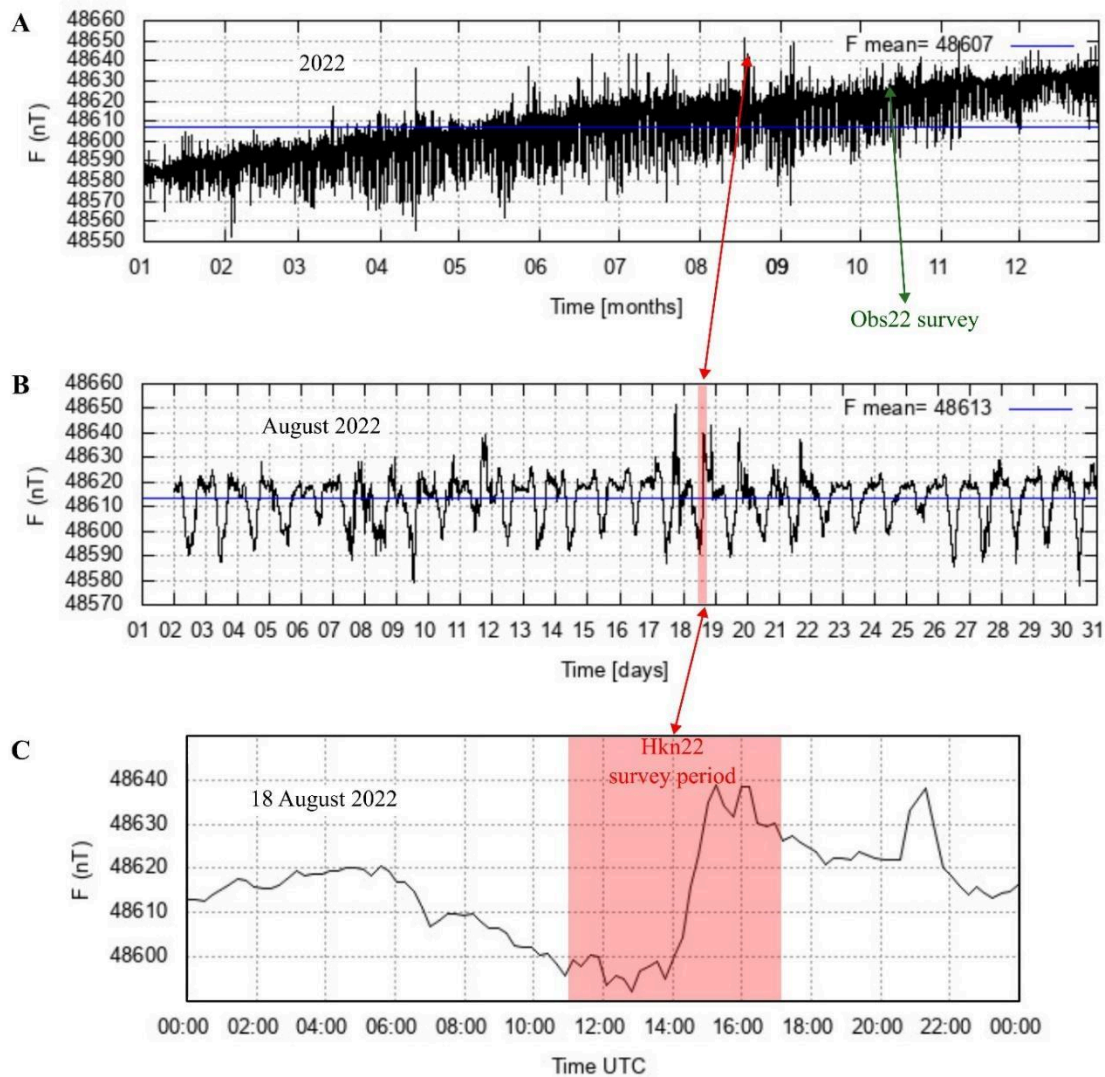 A
48660
48650
48640
48630
48620
48610
48600
48590
48580
48570
48560
48550
F (nT)
2022
F mean= 48607
01 02 03 04 05 06 07 08 09 10 11 12
Time [months]
Obs22 survey
B
48660
48650
48640
48630
48620
48610
48600
48590
48580
48570
F (nT)
August 2022
F mean= 48613
01 02 03 04 05 06 07 08 09 10 11 12 13 14 15 16 17 18 19 20 21 22 23 24 25 26 27 28 29 30 31
Time [days]
C
48640
48630
48620
48610
48600
F (nT)
18 August 2022
Hkn22
survey period
00:00 02:00 04:00 06:00 08:00 10:00 12:00 14:00 16:00 18:00 20:00 22:00 00:00
Time UTC